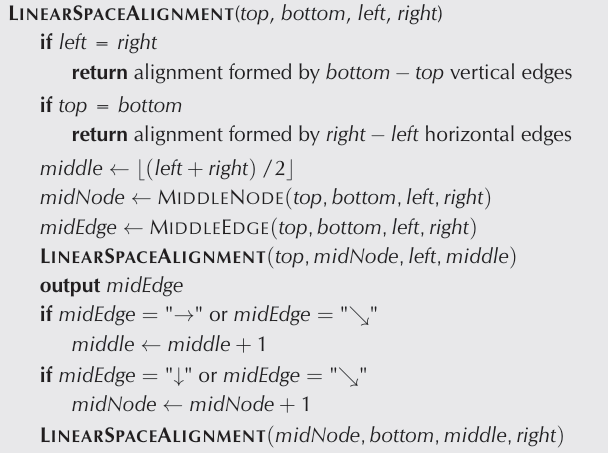 LINEARSPACEALIGNMENT(top, bottom, left, right)
if left = right
return alignment formed by bottom − top vertical edges
if top = bottom
return alignment formed by right − left horizontal edges
middle ← ⌊(left + right) /2⌋
midNode ← MIDDLENODE(top, bottom, left, right)
midEdge ← MIDDLEEDGE(top, bottom, left, right)
LINEARSPACEALIGNMENT(top, midNode, left, middle)
output midEdge
if midEdge = "→" or midEdge = "↘"
middle ← middle + 1
if midEdge = "↓" or midEdge = "↘"
midNode ← midNode + 1
LINEARSPACEALIGNMENT(midNode, bottom, middle, right)